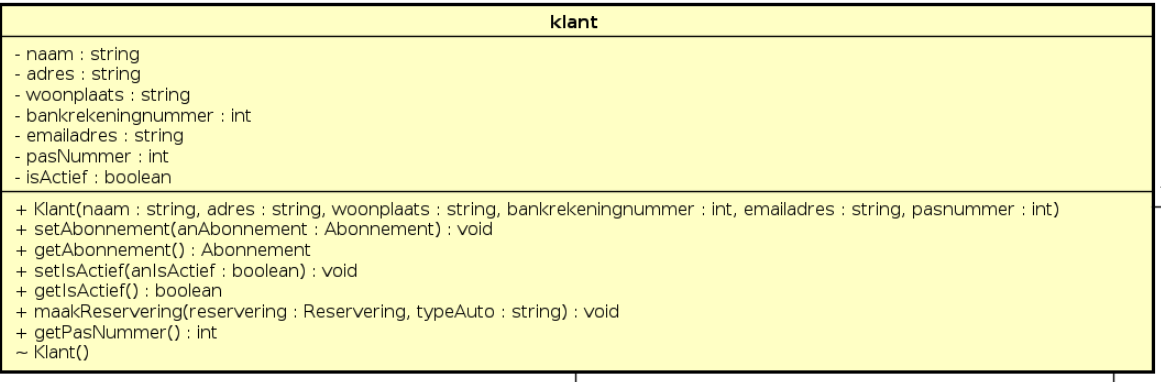 klant
- naam : string
- adres : string
- woonplaats : string
- bankrekeningnummer : int
- emailadres : string
- pasNummer : int
- isActief : boolean
+ Klant(naam : string, adres : string, woonplaats : string, bankrekeningnummer : int, emailadres : string, pasnummer : int)
+ setAbonnement(anAbonnement : Abonnement) : void
+ getAbonnement() : Abonnement
+ setIsActief(anIsActief : boolean) : void
+ getIsActief() : boolean
+ maakReservering(reservering : Reservering, typeAuto : string) : void
+ getPasNummer() : int
~ Klant()